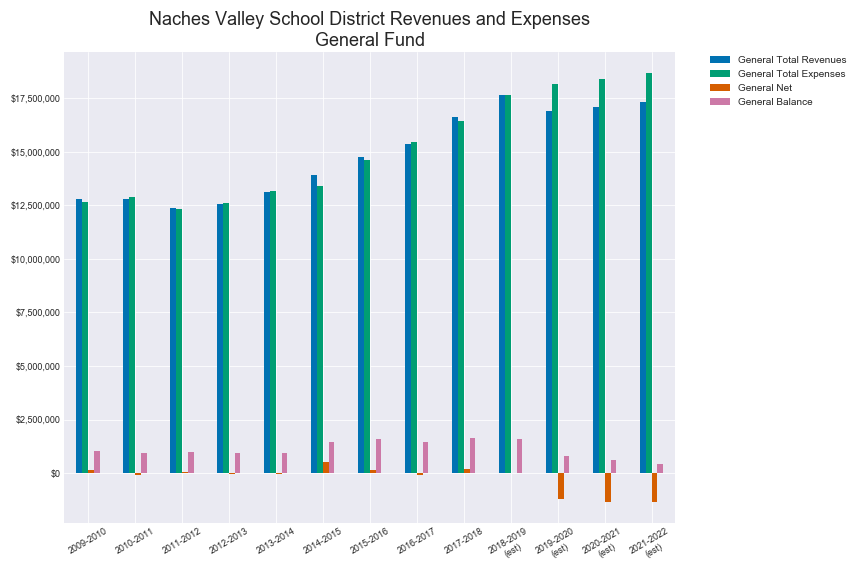 Naches Valley School District Revenues and Expenses
General Fund
General Total Revenues
General Total Expenses
General Net
General Balance
$17,500,000
$15,000,000
$12,500,000
$10,000,000
$7,500,000
$5,000,000
$2,500,000
$0
2009-2010
2010-2011
2011-2012
2012-2013
2013-2014
2014-2015
2015-2016
2016-2017
2017-2018
2018-2019
(est)
2019-2020
(est)
2020-2021
(est)
2021-2022
(est)